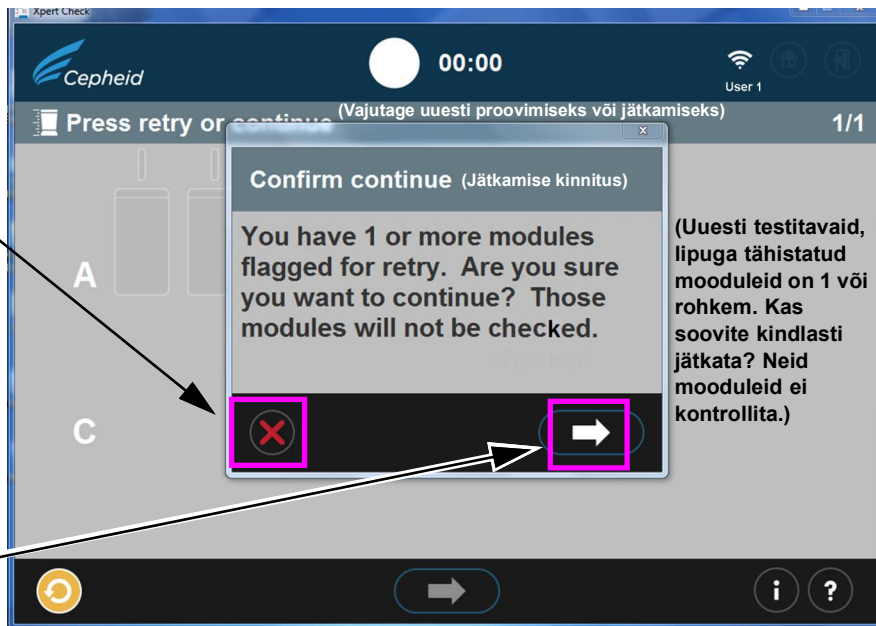 Xpert Check
Cepheid
00:00
User 1
Press retry or continue (Vajutage uuesti proovimiseks või jätkamiseks)
1/1
Confirm continue (Jätkamise kinnitus)
You have 1 or more modules
flagged for retry. Are you sure
you want to continue? Those
modules will not be checked.
(Uuesti testitavaid,
lipuga tähistatud
mooduleid on 1 või
rohkem. Kas
soovite kindlasti
jätkata? Neid
mooduleid ei
kontrollita.)
A
C
i
?